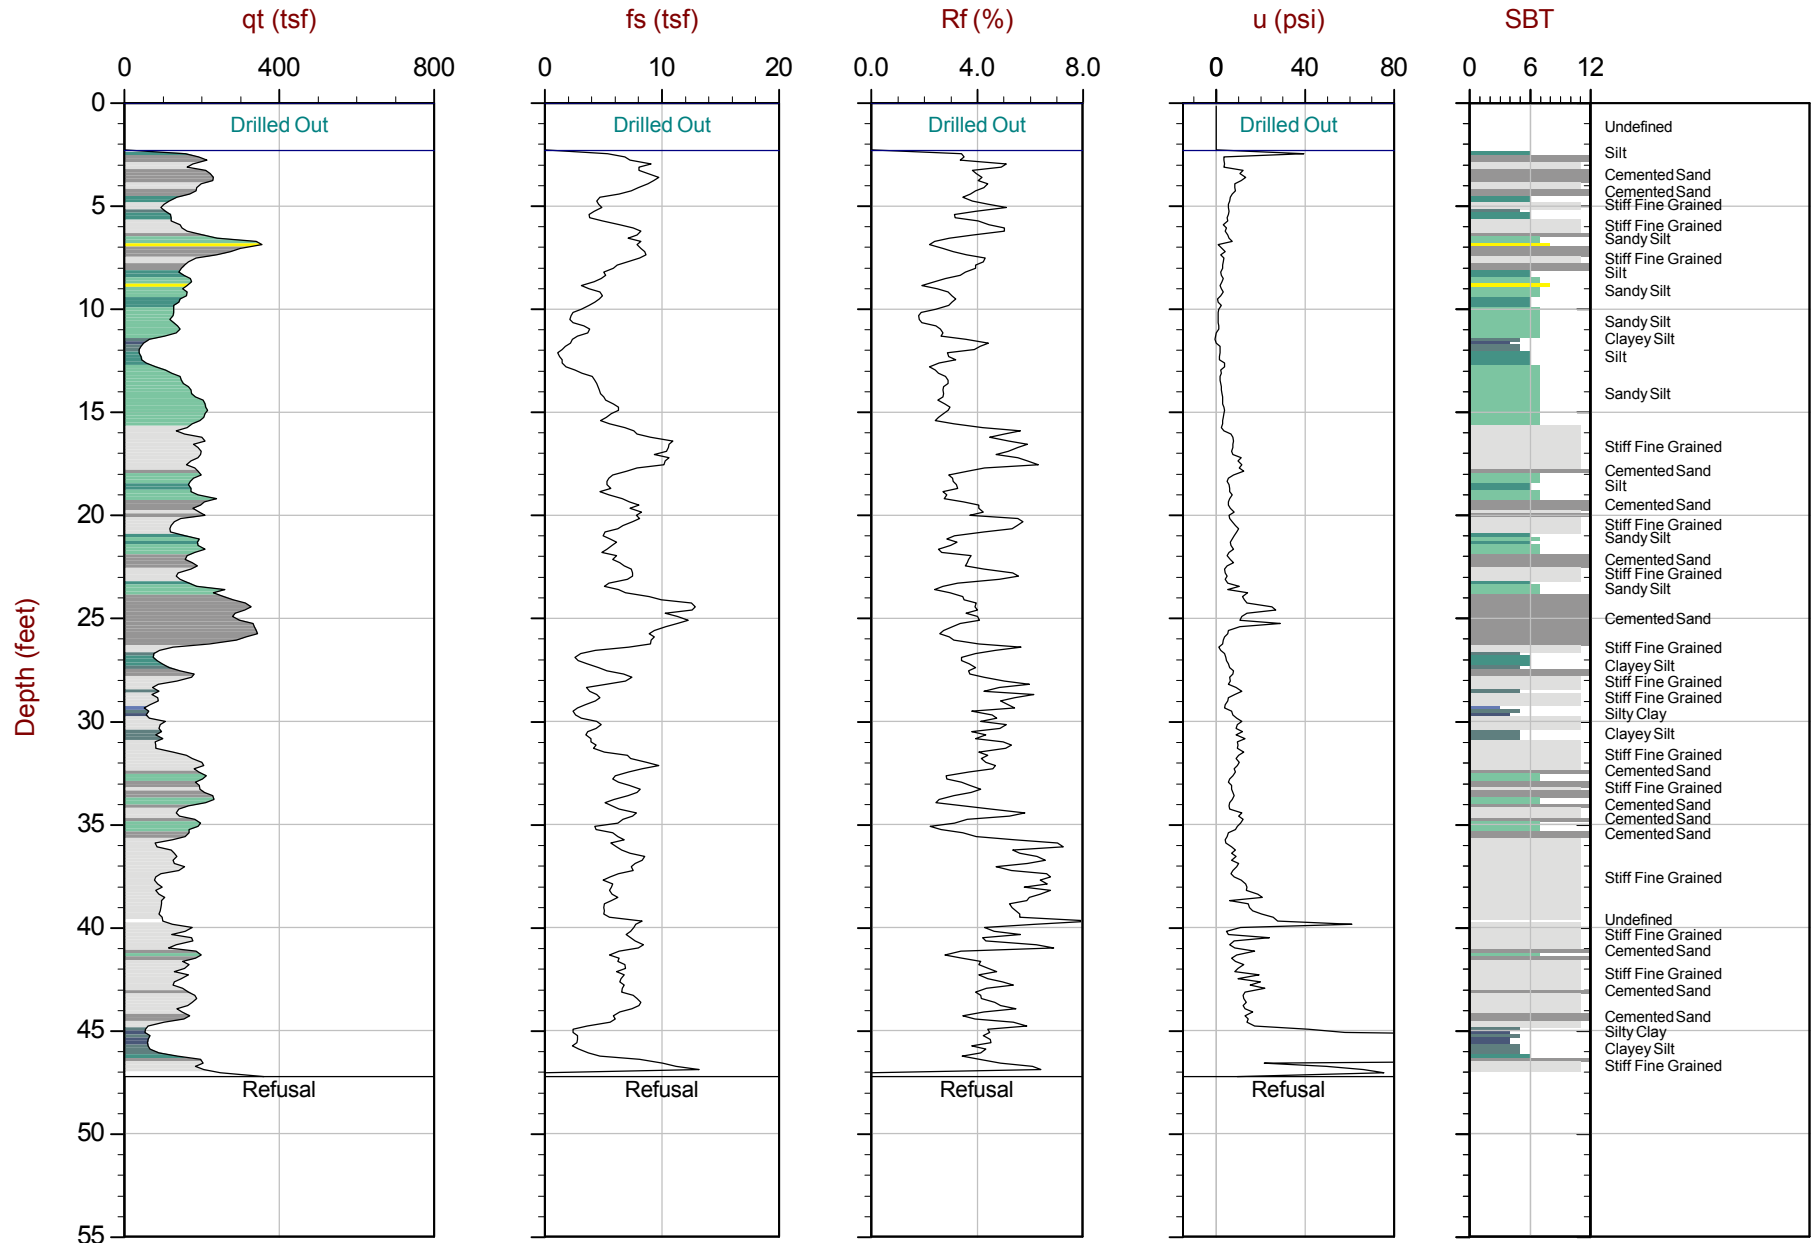 qt (tsf)
fs (tsf)
Rf (%)
u (psi)
SBT
0 400 800
0 10 20
0.0 4.0 8.0
0 40 80
0 6 12
Depth (feet)
0
5
10
15
20
25
30
35
40
45
50
55
Drilled Out
Drilled Out
Drilled Out
Drilled Out
Undefined
Silt
Cemented Sand
Cemented Sand
Stiff Fine Grained
Stiff Fine Grained
Sandy Silt
Stiff Fine Grained
Silt
Sandy Silt
Sandy Silt
Clayey Silt
Silt
Sandy Silt
Stiff Fine Grained
Cemented Sand
Silt
Cemented Sand
Stiff Fine Grained
Sandy Silt
Cemented Sand
Stiff Fine Grained
Sandy Silt
Cemented Sand
Stiff Fine Grained
Clayey Silt
Stiff Fine Grained
Stiff Fine Grained
Silty Clay
Clayey Silt
Stiff Fine Grained
Cemented Sand
Stiff Fine Grained
Cemented Sand
Cemented Sand
Cemented Sand
Stiff Fine Grained
Undefined
Stiff Fine Grained
Cemented Sand
Stiff Fine Grained
Cemented Sand
Cemented Sand
Silty Clay
Clayey Silt
Stiff Fine Grained
Refusal
Refusal
Refusal
Refusal